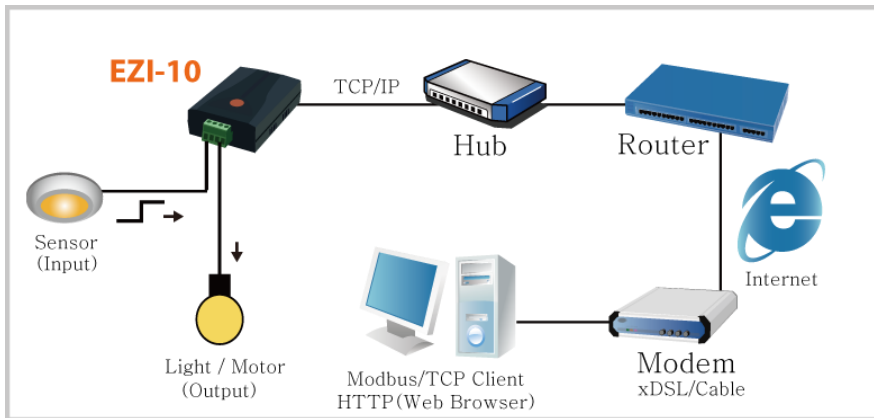 EZI-10
TCP/IP
Hub
Router
Sensor
(Input)
Internet
Light / Motor
(Output)
Modbus/TCP Client
HTTP(Web Browser)
Modem
xDSL/Cable